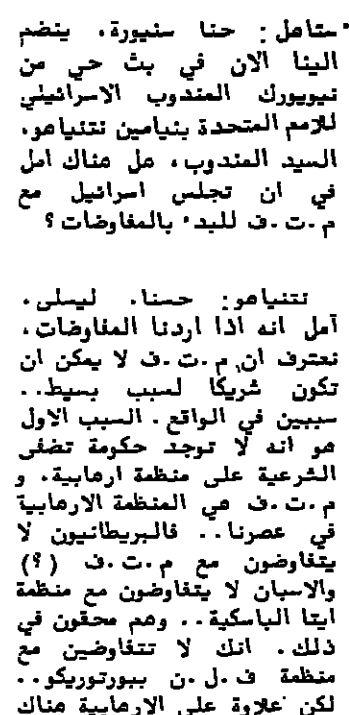 ستاهل: حنا سنيورة، ينضم
الينا الان في بث حي من
نيويورك المندوب الاسرائيلي
للامم المتحدة بنيامين نتنياهو،
السيد المندوب، هل هناك امل
في ان تجلس اسرائيل مع
م.ت.ف للبدء بالمفاوضات ؟
نتنياهو: حسنا. ليسلى.
آمل انه اذا اردنا المفاوضات،
نعترف ان م.ت.ف لا يمكن ان
تكون شريكا لسبب بسيط..
سببين في الواقع. السبب الاول
هو انه لا توجد حكومة تضفى
الشرعية على منظمة ارهابية، و
م.ت.ف هي المنظمة الارهابية
في عصرنا.. فالبريطانيون لا
يتفاوضون مع م.ت.ف (؟)
والاسبان لا يتفاوضون مع منظمة
ايتا الباسكية.. وهم محقون في
ذلك. انك لا تتفاوضين مع
منظمة ف.ل.ن ببورتوريكو..
لكن علاوة على الارهابية هناك